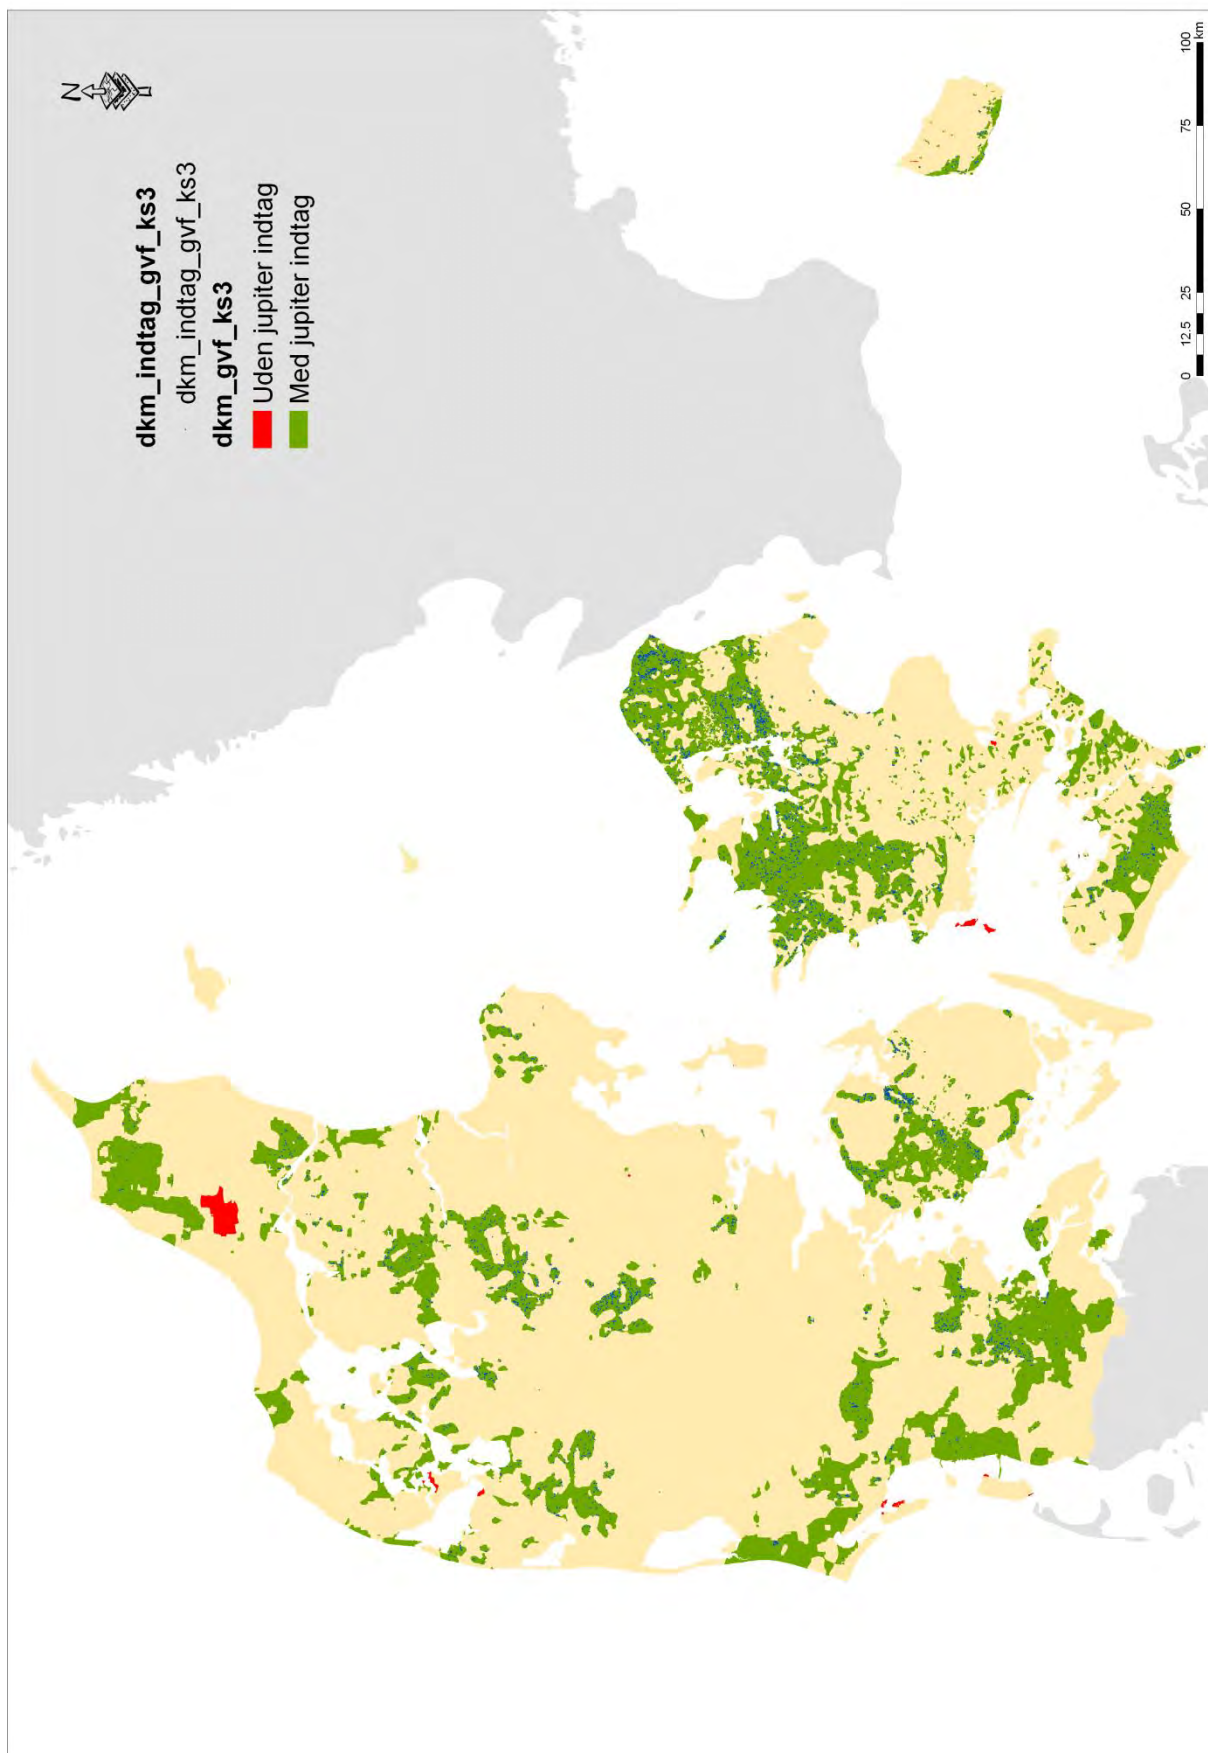 N
dkm_indtag_gvf_ks3
dkm_indtag_gvf_ks3
dkm_gvf_ks3
Uden jupiter indtag
Med jupiter indtag
0 12.5 25 50 75 100
km